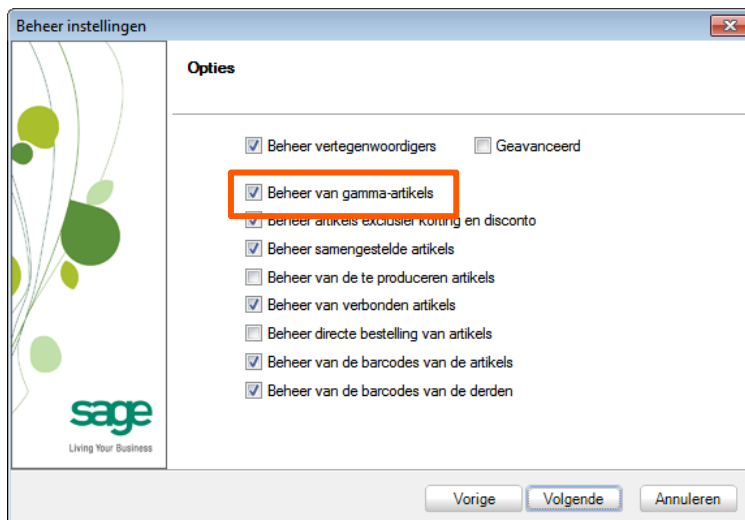 Beheer instellingen
Opties
Beheer vertegenwoordigers Geavanceerd
Beheer van gamma-artikels
Beheer artikels exclusief korting en disconto
Beheer samengestelde artikels
Beheer van de te produceren artikels
Beheer van verbonden artikels
Beheer directe bestelling van artikels
Beheer van de barcodes van de artikels
Beheer van de barcodes van de derden
sage
Living Your Business
Vorige Volgende Annuleren